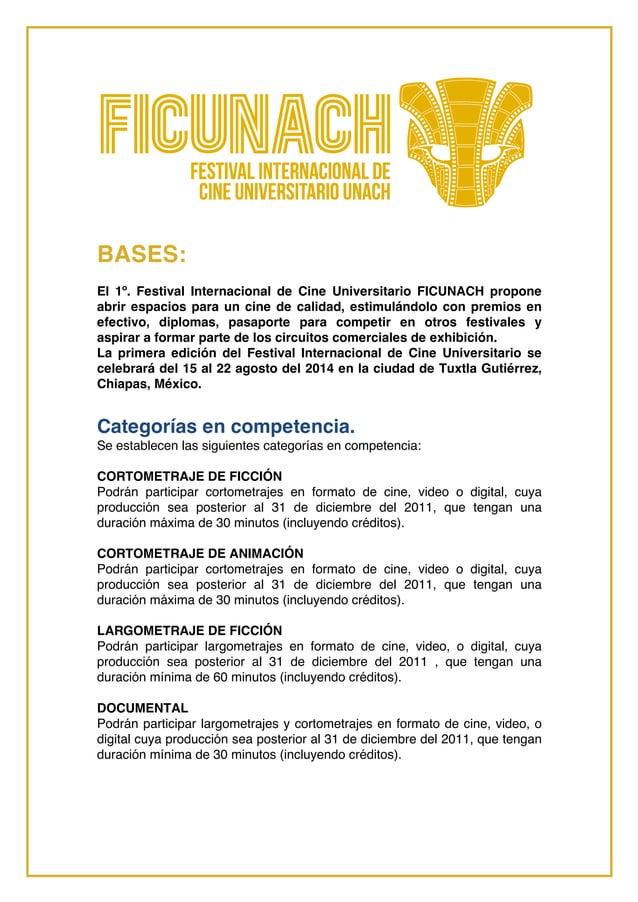 FICUNACH
FESTIVAL INTERNACIONAL DE
CINE UNIVERSITARIO UNACH
BASES:
El 1º. Festival Internacional de Cine Universitario FICUNACH propone
abrir espacios para un cine de calidad, estimulándolo con premios en
efectivo, diplomas, pasaporte para competir en otros festivales y
aspirar a formar parte de los circuitos comerciales de exhibición.
La primera edición del Festival Internacional de Cine Universitario se
celebrará del 15 al 22 agosto del 2014 en la ciudad de Tuxtla Gutiérrez,
Chiapas, México.
Categorías en competencia.
Se establecen las siguientes categorías en competencia:
CORTOMETRAJE DE FICCIÓN
Podrán participar cortometrajes en formato de cine, video o digital, cuya
producción sea posterior al 31 de diciembre del 2011, que tengan una
duración máxima de 30 minutos (incluyendo créditos).
CORTOMETRAJE DE ANIMACIÓN
Podrán participar cortometrajes en formato de cine, video o digital, cuya
producción sea posterior al 31 de diciembre del 2011, que tengan una
duración máxima de 30 minutos (incluyendo créditos).
LARGOMETRAJE DE FICCIÓN
Podrán participar largometrajes en formato de cine, video, o digital, cuya
producción sea posterior al 31 de diciembre del 2011 , que tengan una
duración mínima de 60 minutos (incluyendo créditos).
DOCUMENTAL
Podrán participar largometrajes y cortometrajes en formato de cine, video, o
digital cuya producción sea posterior al 31 de diciembre del 2011, que tengan
duración mínima de 30 minutos (incluyendo créditos).